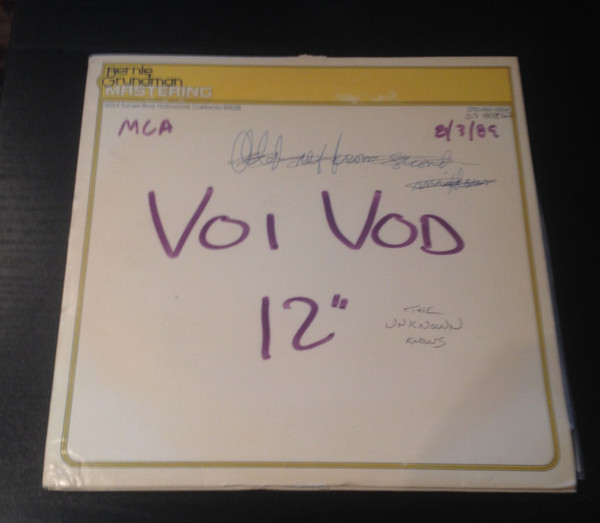 Bernie
Grundman
MASTERING
MCA
8/3/89
VOI VOD
12"
THE
UNKNOWN
KNOWS